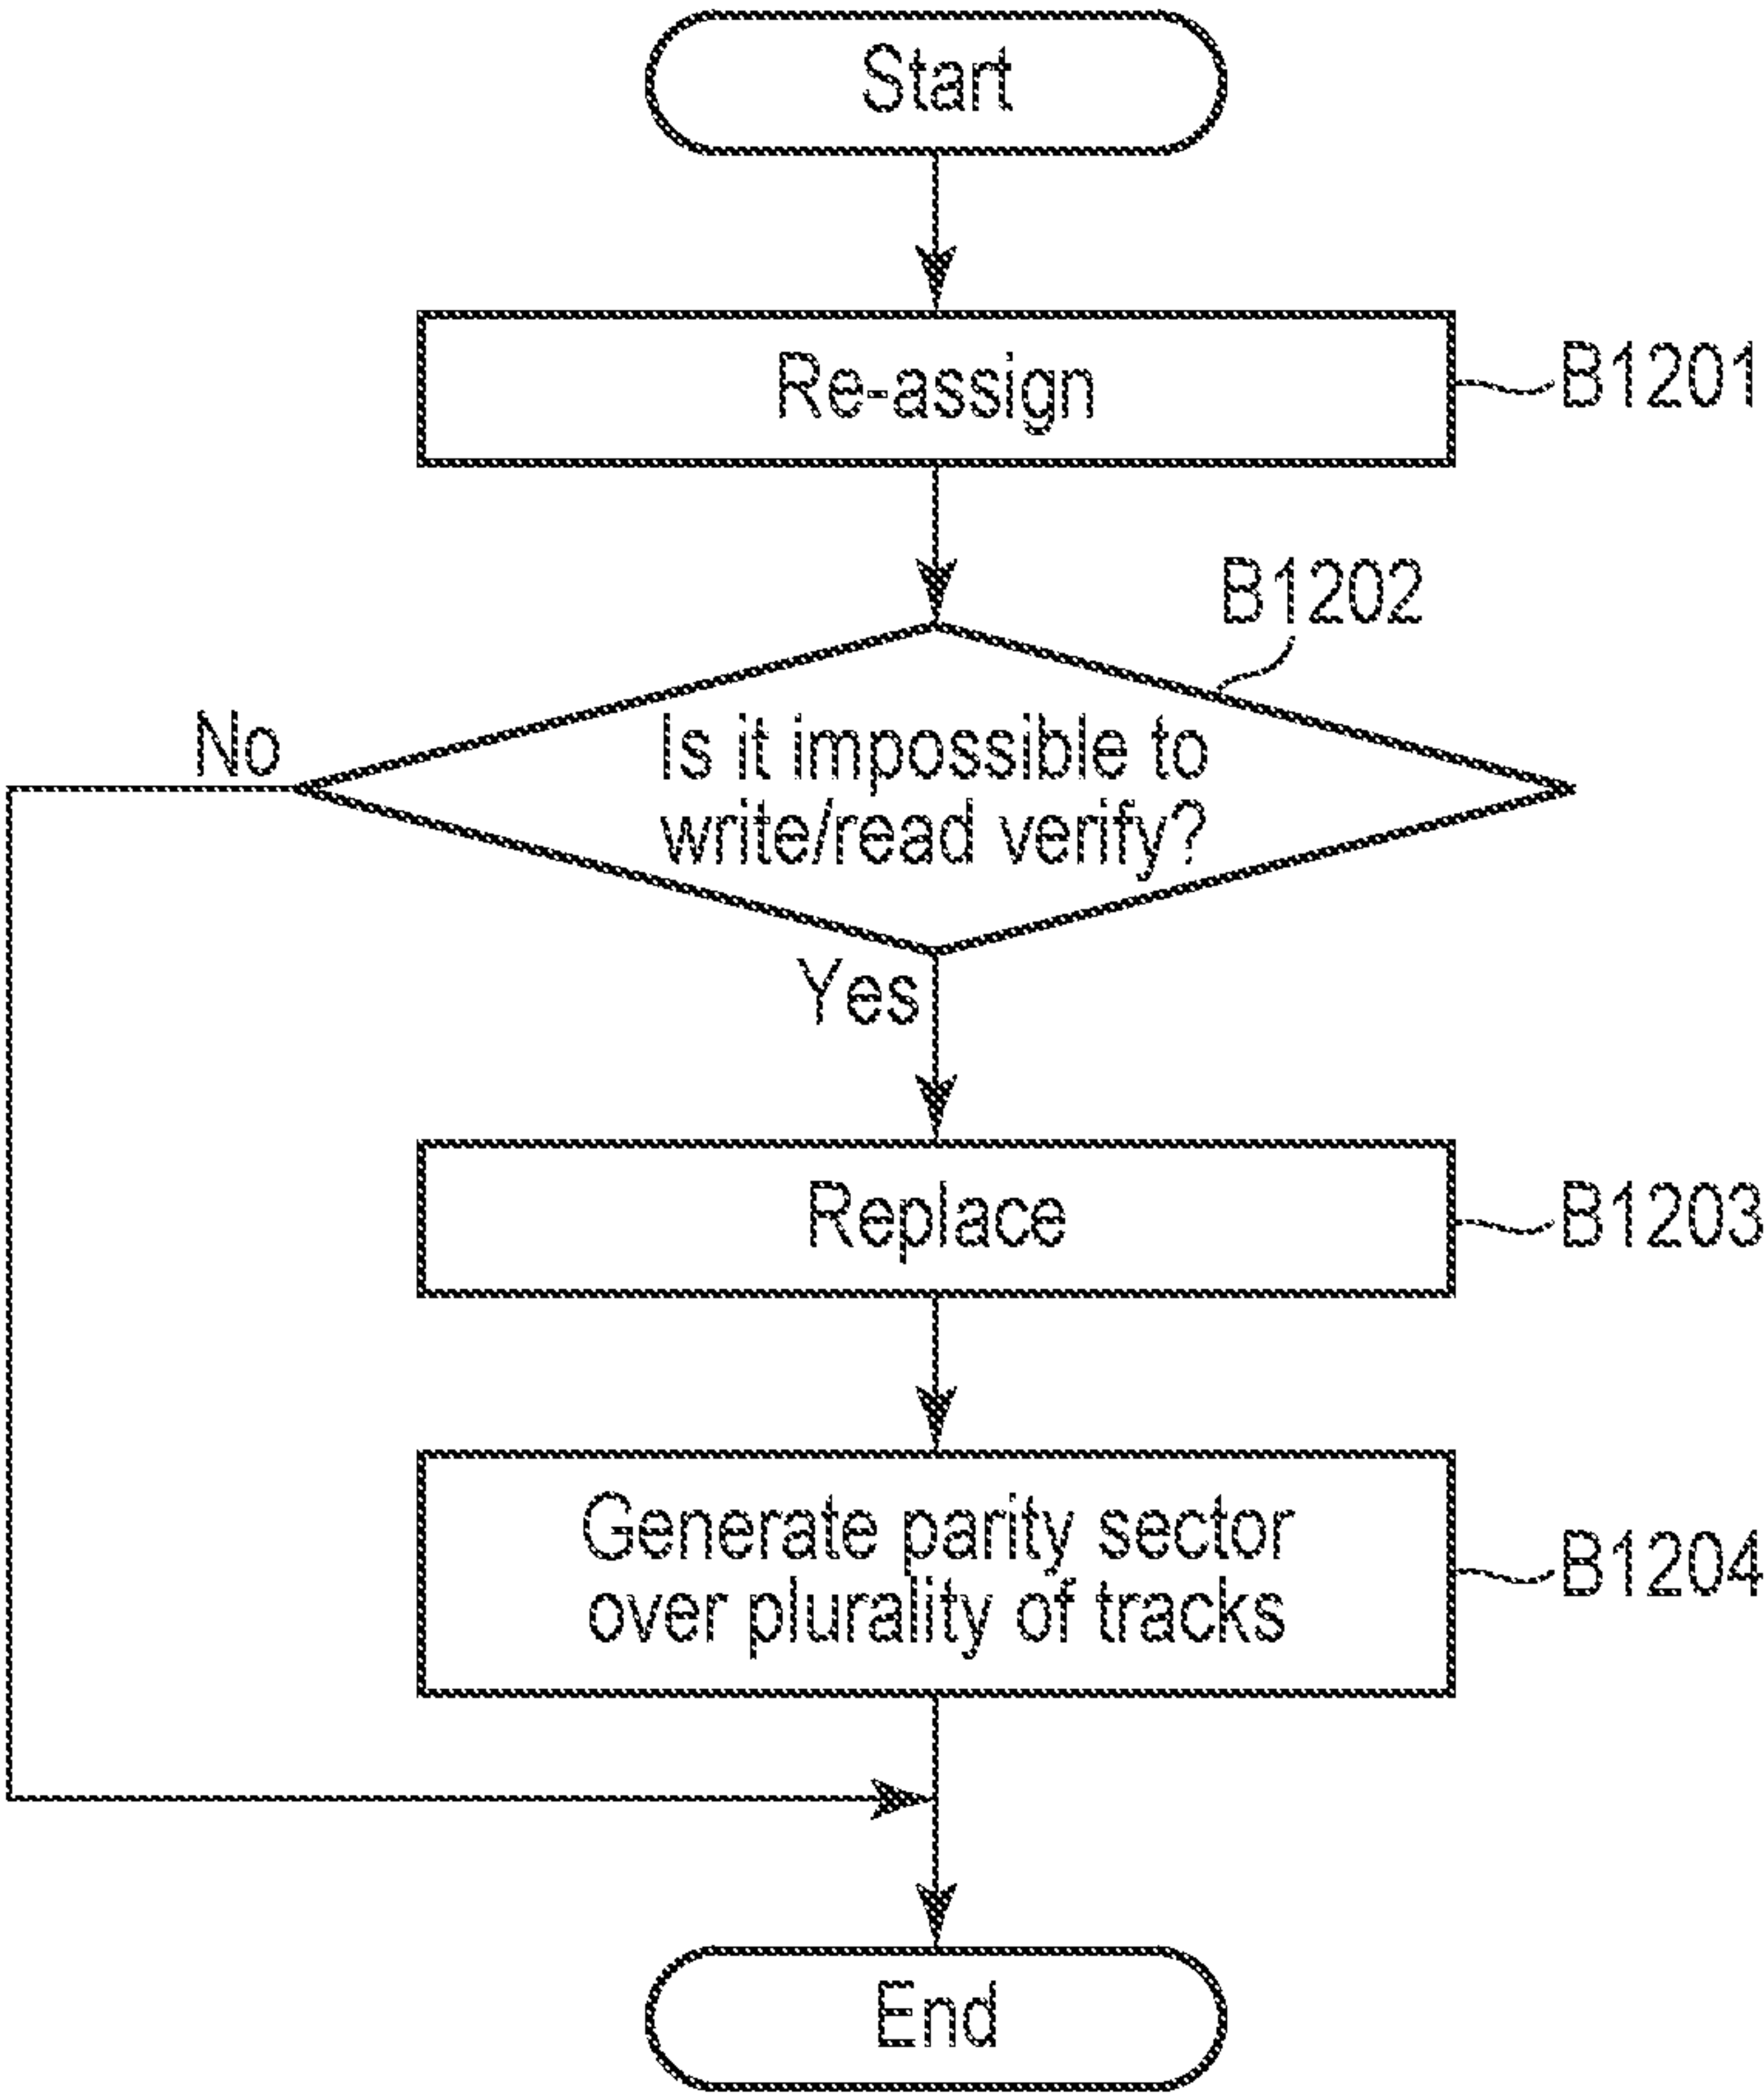 Start
Re-assign
B1201
B1202
No
Is it impossible to
write/read verify?
Yes
Replace
B1203
Generate parity sector
over plurality of tracks
B1204
End